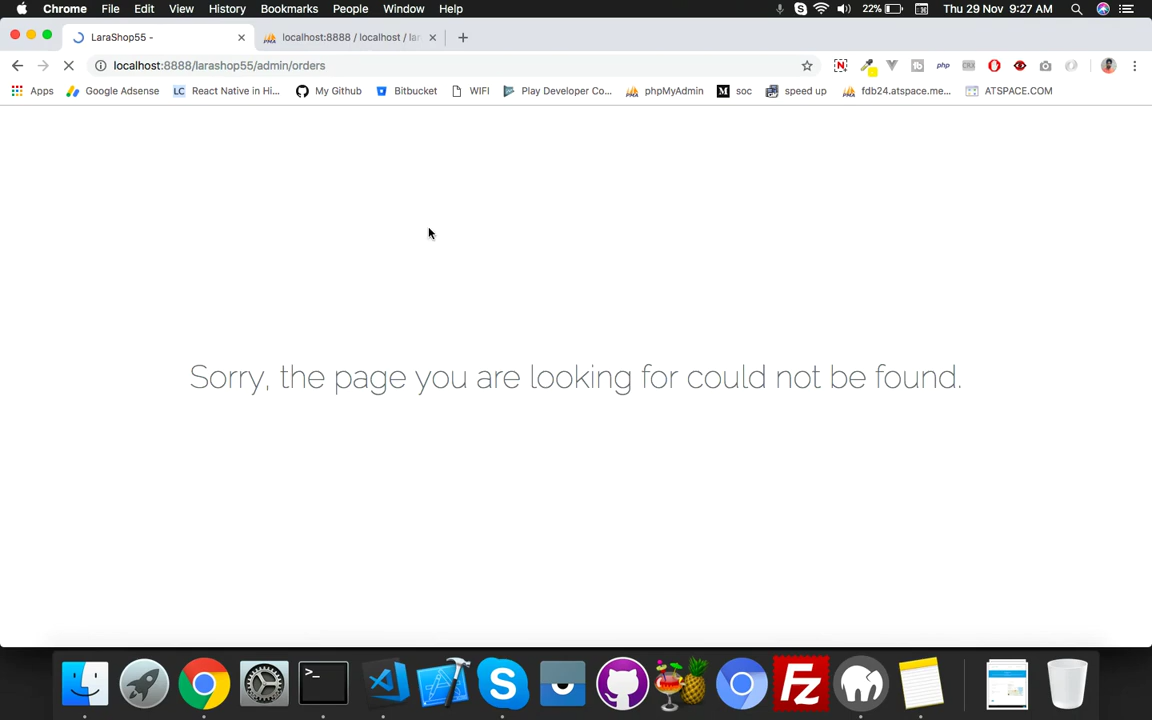 Chrome File Edit View History Bookmarks People Window Help 22% Thu 29 Nov 9:27 AM
LaraShop55 - localhost:8888 / localhost / lar
localhost:8888/larashop55/admin/orders
Apps Google Adsense LC React Native in Hi... My Github Bitbucket WIFI Play Developer Co... phpMyAdmin M soc speed up fdb24.atspace.me... ATSPACE.COM
Sorry, the page you are looking for could not be found.